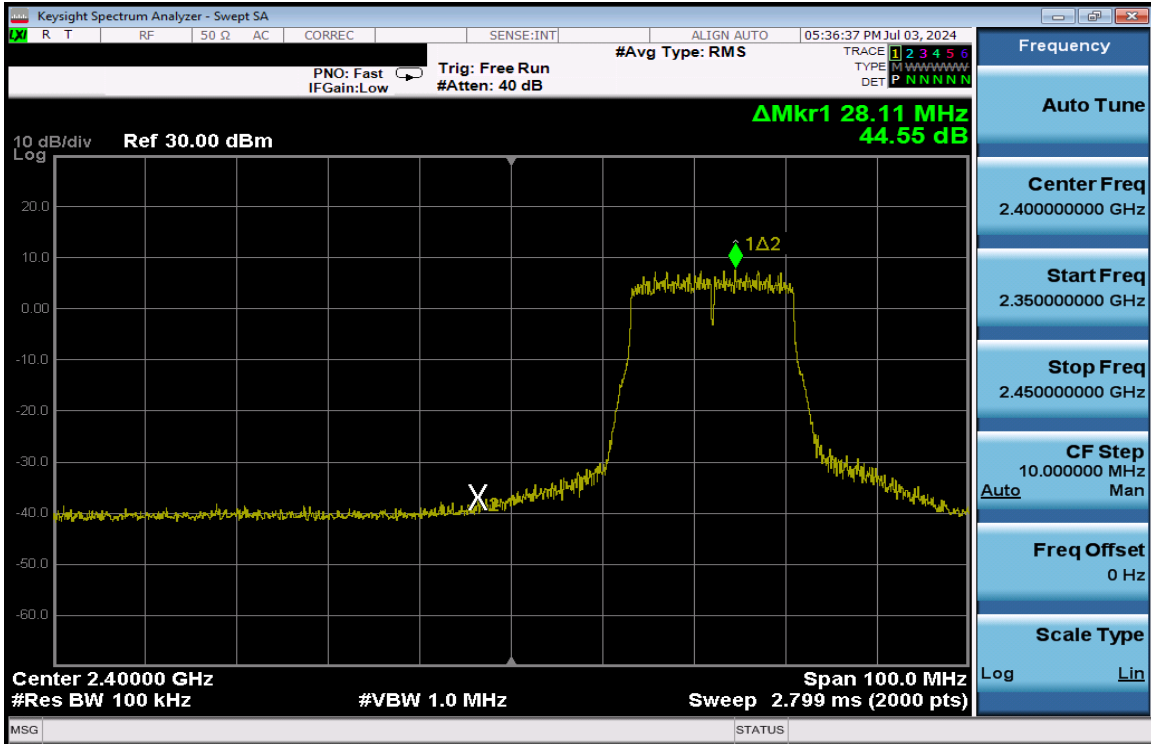 Keysight Spectrum Analyzer - Swept SA
LXI R T RF 50 Ω AC CORREC SENSE:INT ALIGN AUTO 05:36:37 PM Jul 03, 2024
#Avg Type: RMS TRACE 1 2 3 4 5 6
PNO: Fast Trig: Free Run TYPE M WWWWW
IFGain:Low #Atten: 40 dB DET P N N N N N
ΔMkr1 28.11 MHz
44.55 dB
10 dB/div Ref 30.00 dBm
Log
20.0
10.0
0.00
-10.0
-20.0
-30.0
-40.0
-50.0
-60.0
1Δ2
X2
Center 2.40000 GHz Span 100.0 MHz
#Res BW 100 kHz #VBW 1.0 MHz Sweep 2.799 ms (2000 pts)
MSG STATUS
Frequency
Auto Tune
Center Freq
2.400000000 GHz
Start Freq
2.350000000 GHz
Stop Freq
2.450000000 GHz
CF Step
10.000000 MHz
Auto Man
Freq Offset
0 Hz
Scale Type
Log Lin